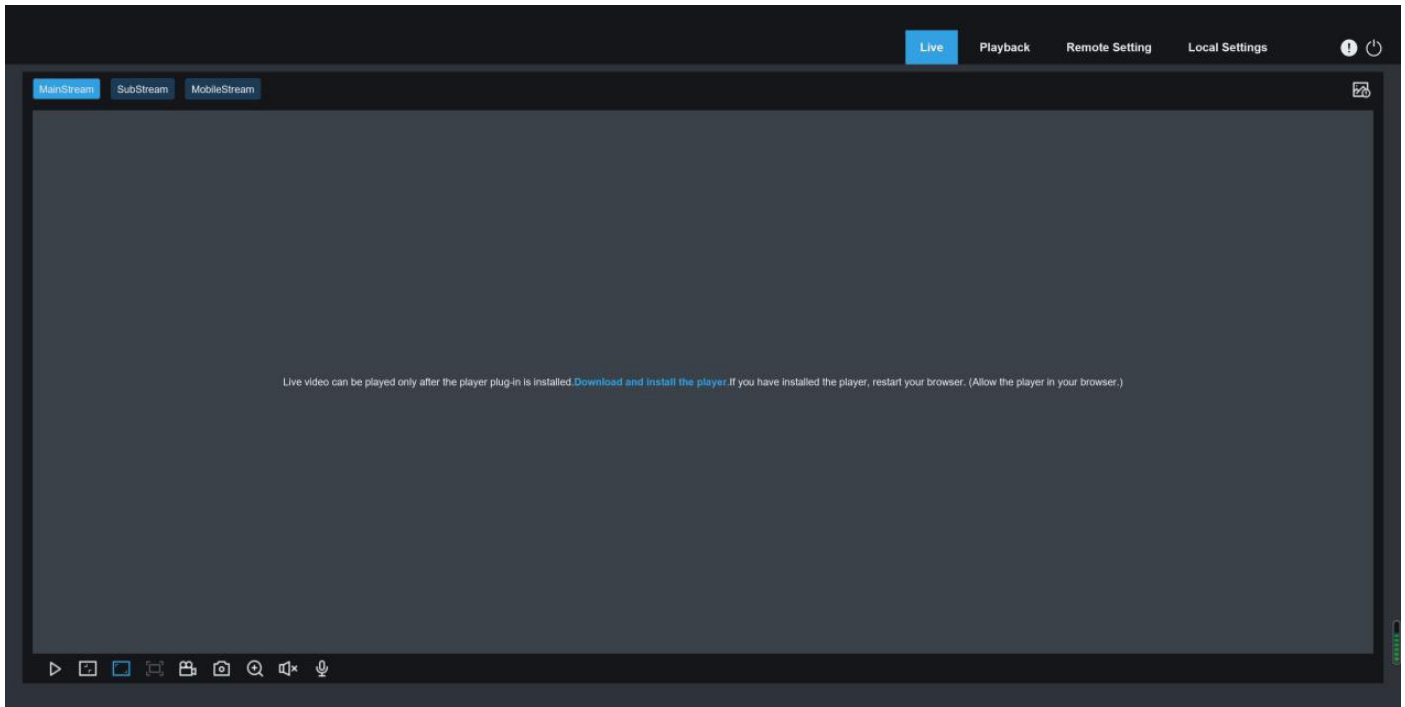 Live Playback Remote Setting Local Settings
MainStream SubStream MobileStream
Live video can be played only after the player plug-in is installed.Download and install the player.If you have installed the player, restart your browser. (Allow the player in your browser.)